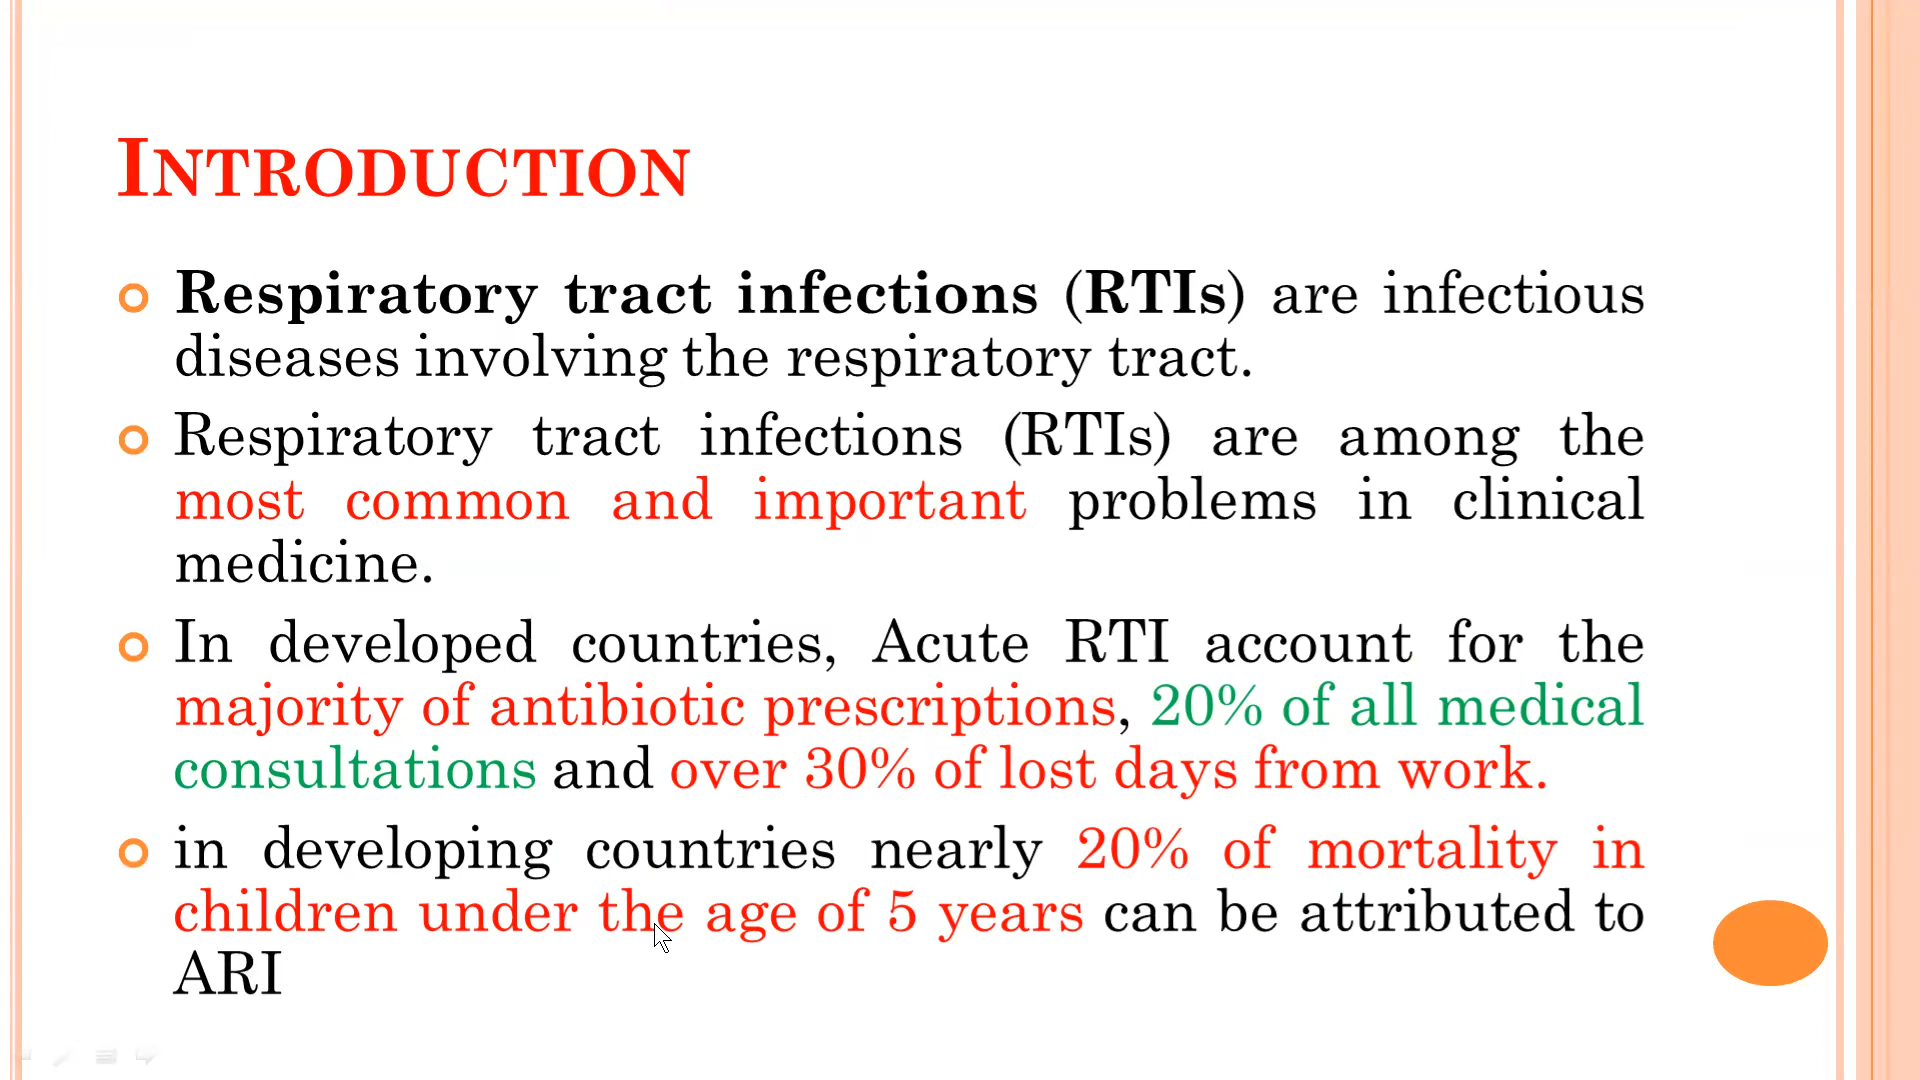 INTRODUCTION
Respiratory tract infections (RTIs) are infectious
diseases involving the respiratory tract.
Respiratory tract infections (RTIs) are among the
most common and important problems in clinical
medicine.
In developed countries, Acute RTI account for the
majority of antibiotic prescriptions, 20% of all medical
consultations and over 30% of lost days from work.
in developing countries nearly 20% of mortality in
children under the age of 5 years can be attributed to
ARI